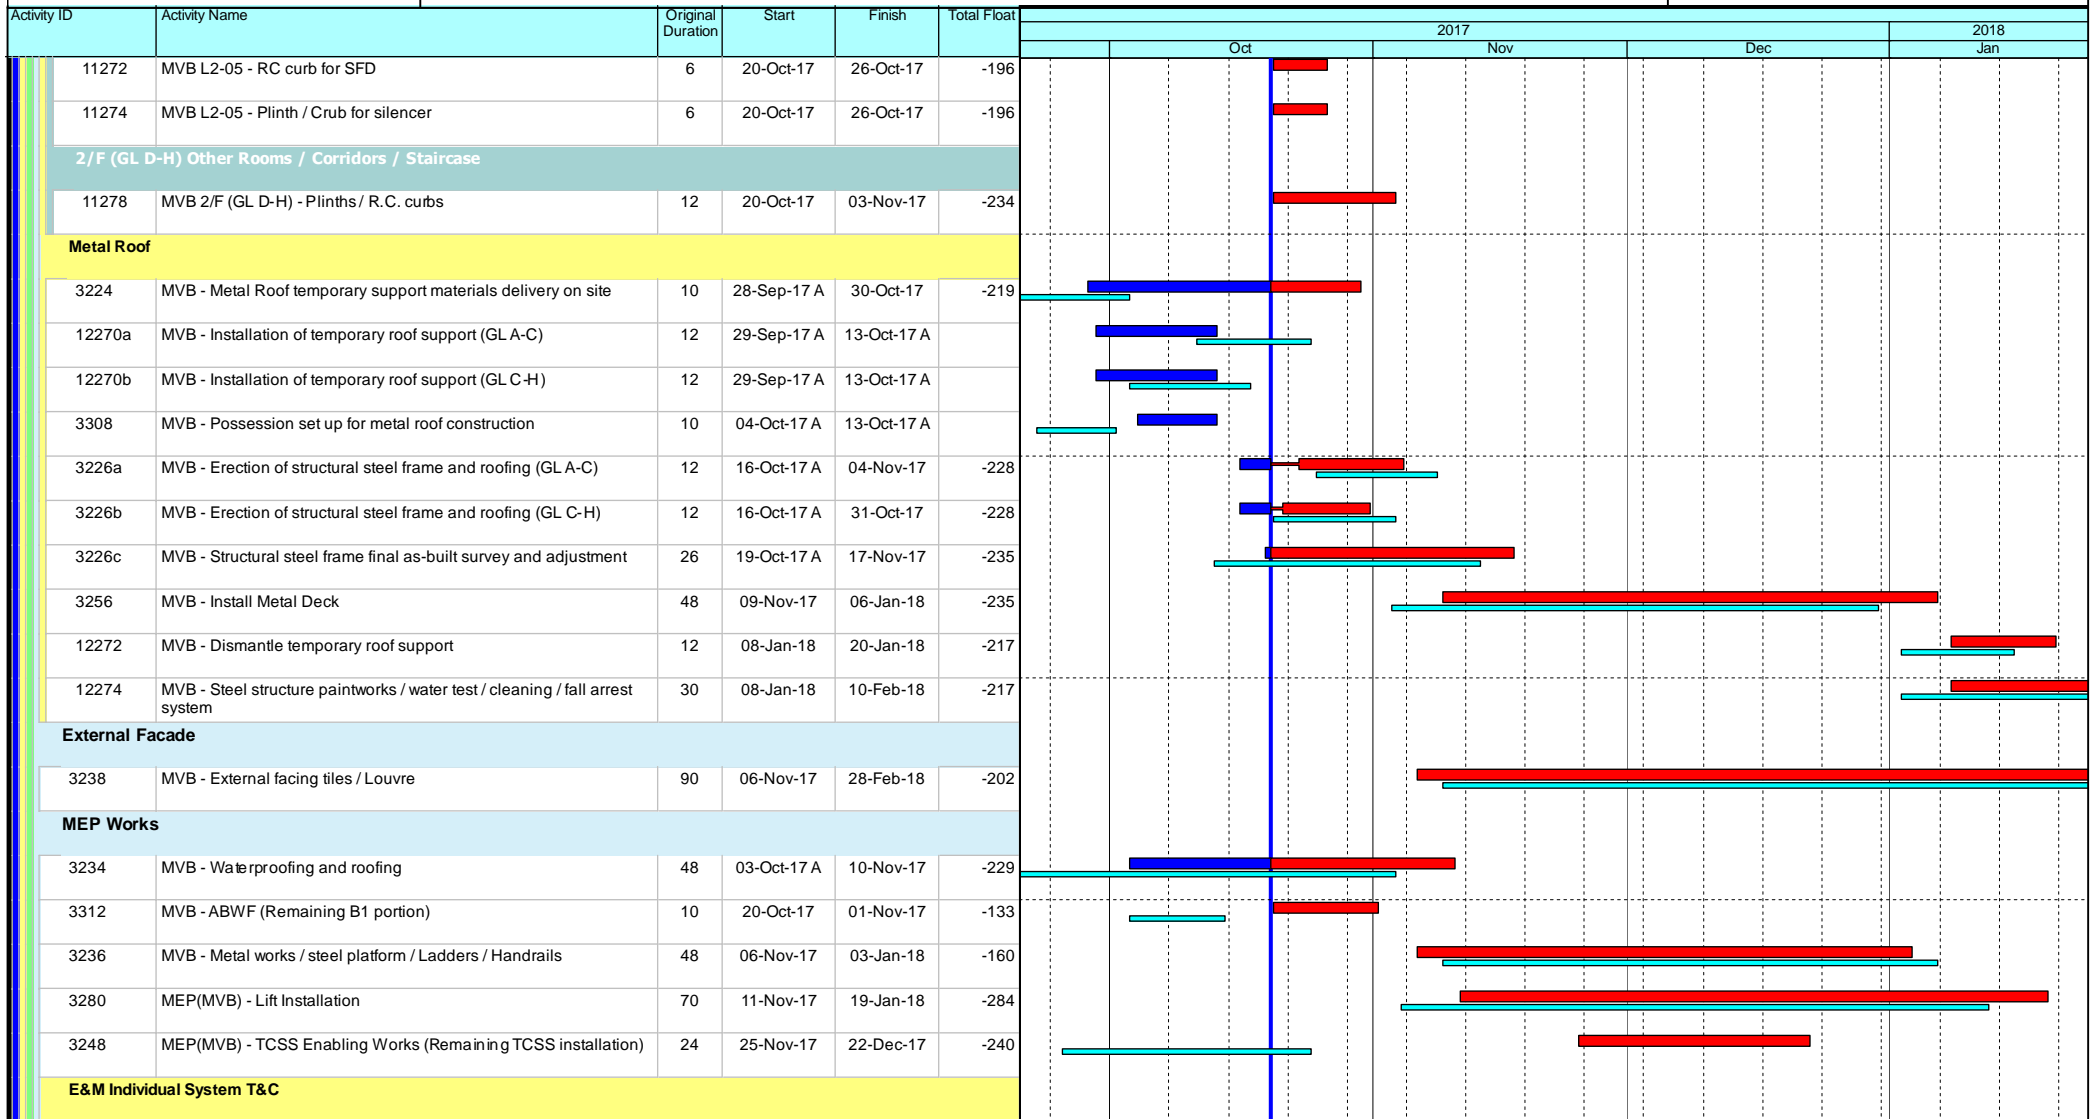 Activity ID Activity Name Original Duration Start Finish Total Float
2017 2018
Oct Nov Dec Jan
11272 MVB L2-05 - RC curb for SFD 6 20-Oct-17 26-Oct-17 -196
11274 MVB L2-05 - Plinth / Crub for silencer 6 20-Oct-17 26-Oct-17 -196
2/F (GL D-H) Other Rooms / Corridors / Staircase
11278 MVB 2/F (GL D-H) - Plinths / R.C. curbs 12 20-Oct-17 03-Nov-17 -234
Metal Roof
3224 MVB - Metal Roof temporary support materials delivery on site 10 28-Sep-17 A 30-Oct-17 -219
12270a MVB - Installation of temporary roof support (GL A-C) 12 29-Sep-17 A 13-Oct-17 A
12270b MVB - Installation of temporary roof support (GL C-H) 12 29-Sep-17 A 13-Oct-17 A
3308 MVB - Possession set up for metal roof construction 10 04-Oct-17 A 13-Oct-17 A
3226a MVB - Erection of structural steel frame and roofing (GL A-C) 12 16-Oct-17 A 04-Nov-17 -228
3226b MVB - Erection of structural steel frame and roofing (GL C-H) 12 16-Oct-17 A 31-Oct-17 -228
3226c MVB - Structural steel frame final as-built survey and adjustment 26 19-Oct-17 A 17-Nov-17 -235
3256 MVB - Install Metal Deck 48 09-Nov-17 06-Jan-18 -235
12272 MVB - Dismantle temporary roof support 12 08-Jan-18 20-Jan-18 -217
12274 MVB - Steel structure paintworks / water test / cleaning / fall arrest 30 08-Jan-18 10-Feb-18 -217
system
External Facade
3238 MVB - External facing tiles / Louvre 90 06-Nov-17 28-Feb-18 -202
MEP Works
3234 MVB - Waterproofing and roofing 48 03-Oct-17 A 10-Nov-17 -229
3312 MVB - ABWF (Remaining B1 portion) 10 20-Oct-17 01-Nov-17 -133
3236 MVB - Metal works / steel platform / Ladders / Handrails 48 06-Nov-17 03-Jan-18 -160
3280 MEP(MVB) - Lift Installation 70 11-Nov-17 19-Jan-18 -284
3248 MEP(MVB) - TCSS Enabling Works (Remaining TCSS installation) 24 25-Nov-17 22-Dec-17 -240
E&M Individual System T&C